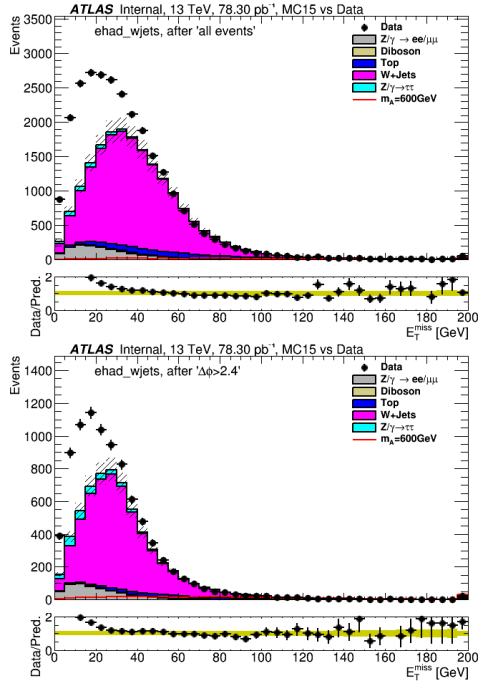 ATLAS Internal, 13 TeV, 78.30 pb⁻¹, MC15 vs Data
ehad_wjets, after 'all events'
Data
Z/γ → ee/μμ
Diboson
Top
W+Jets
Z/γ→ττ
m_A=600GeV
Events
3500
3000
2500
2000
1500
1000
500
0
Data/Pred.
2
1
0
0 20 40 60 80 100 120 140 160 180 200
E_T^miss [GeV]
ATLAS Internal, 13 TeV, 78.30 pb⁻¹, MC15 vs Data
ehad_wjets, after 'Δϕ>2.4'
Data
Z/γ → ee/μμ
Diboson
Top
W+Jets
Z/γ→ττ
m_A=600GeV
Events
1400
1200
1000
800
600
400
200
0
Data/Pred.
2
1
0
0 20 40 60 80 100 120 140 160 180 200
E_T^miss [GeV]